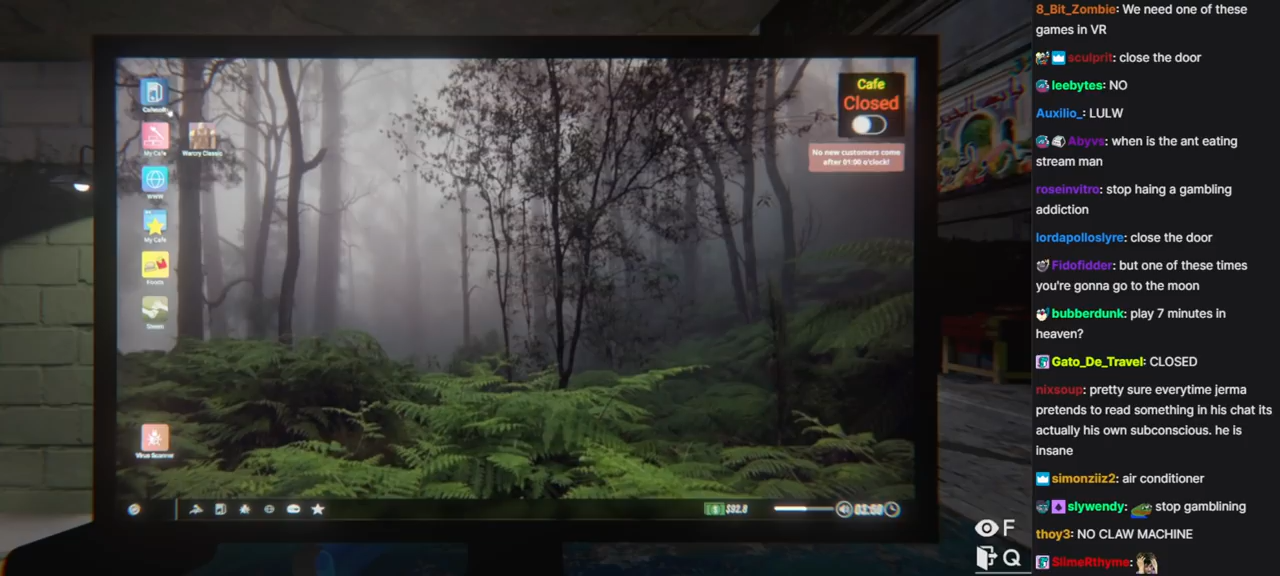 Cafe
Closed
No new customers come
after 01:00 o'clock!
My Cafe
Wenzy Classic
WWW
My Cafe
Foods
Virus Scanner
$92.8
F
Q
8_Bit_Zombie: We need one of these
games in VR
sculprit: close the door
leebytes: NO
Auxilio_: LULW
Abyvs: when is the ant eating
stream man
roseinvitro: stop haing a gambling
addiction
lordapolloslyre: close the door
Fidofidder: but one of these times
you're gonna go to the moon
bubberdunk: play 7 minutes in
heaven?
Gato_De_Travel: CLOSED
nixsoup: pretty sure everytime jerma
pretends to read something in his chat its
actually his own subconscious. he is
insane
simonziiz2: air conditioner
slywendy: stop gamblining
thoy3: NO CLAW MACHINE
SlimeRthyme: